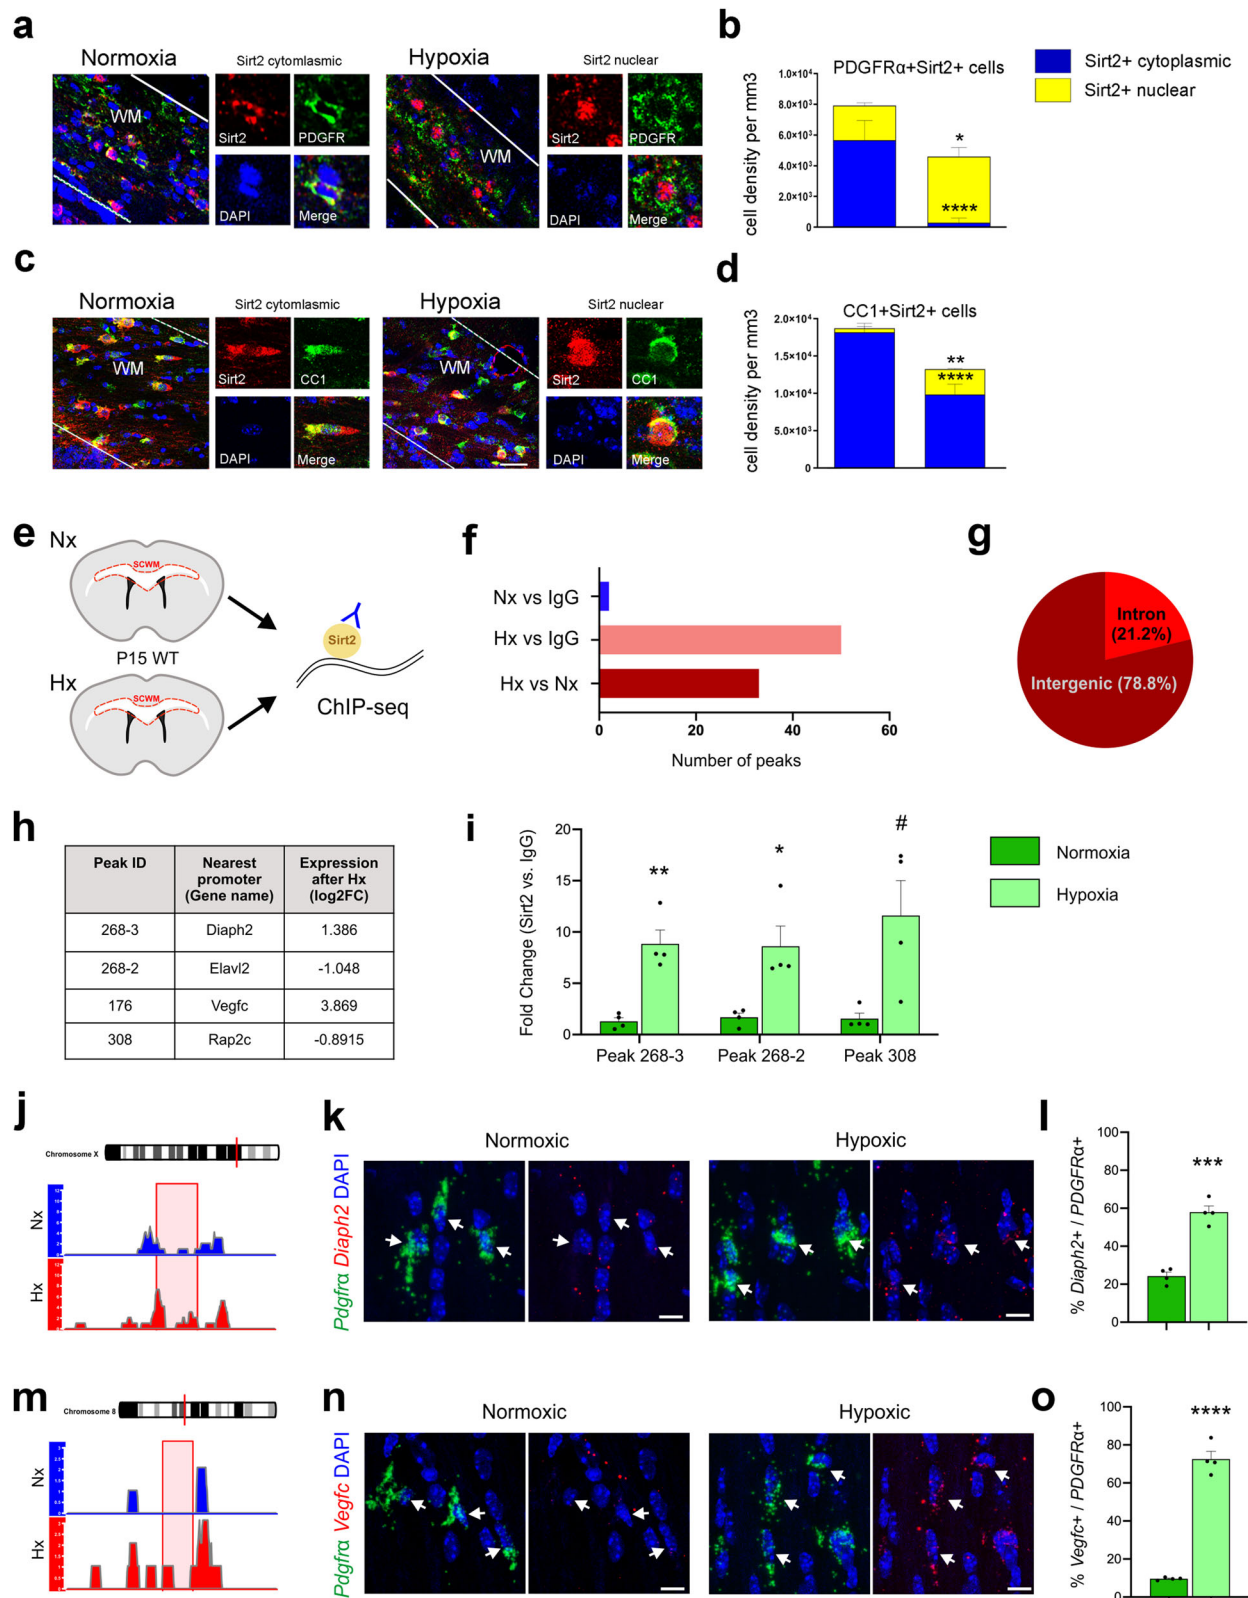 a
Normoxia
Sirt2 cytomlasmic
Hypoxia
Sirt2 nuclear
WM
Sirt2
PDGFR
DAPI
Merge
WM
Sirt2
PDGFR
DAPI
Merge
b
PDGFRα+Sirt2+ cells
cell density per mm3
1.0×10⁴
8.0×10³
6.0×10³
4.0×10³
2.0×10³
0
*
****
Sirt2+ cytoplasmic
Sirt2+ nuclear
c
Normoxia
Sirt2 cytomlasmic
Hypoxia
Sirt2 nuclear
WM
Sirt2
CC1
DAPI
Merge
WM
Sirt2
CC1
DAPI
Merge
d
CC1+Sirt2+ cells
cell density per mm3
2.0×10⁴
1.5×10⁴
1.0×10⁴
5.0×10³
0
**
****
e
Nx
SCWM
P15 WT
Hx
SCWM
Sirt2
ChIP-seq
f
Nx vs IgG
Hx vs IgG
Hx vs Nx
0 20 40 60
Number of peaks
g
Intron
(21.2%)
Intergenic (78.8%)
h
Peak ID
Nearest
promoter
(Gene name)
Expression
after Hx
(log2FC)
268-3 Diaph2 1.386
268-2 Elavl2 -1.048
176 Vegfc 3.869
308 Rap2c -0.8915
i
Fold Change (Sirt2 vs. IgG)
20
15
10
5
0
**
*
#
Peak 268-3 Peak 268-2 Peak 308
Normoxia
Hypoxia
j
Chromosome X
Nx
Hx
k
Normoxic
Hypoxic
Pdgfrα Diaph2 DAPI
l
% Diaph2+ / PDGFRα+
100
80
60
40
20
0
***
m
Chromosome 8
Nx
Hx
n
Normoxic
Hypoxic
Pdgfrα Vegfc DAPI
o
% Vegfc+ / PDGFRα+
100
80
60
40
20
0
****